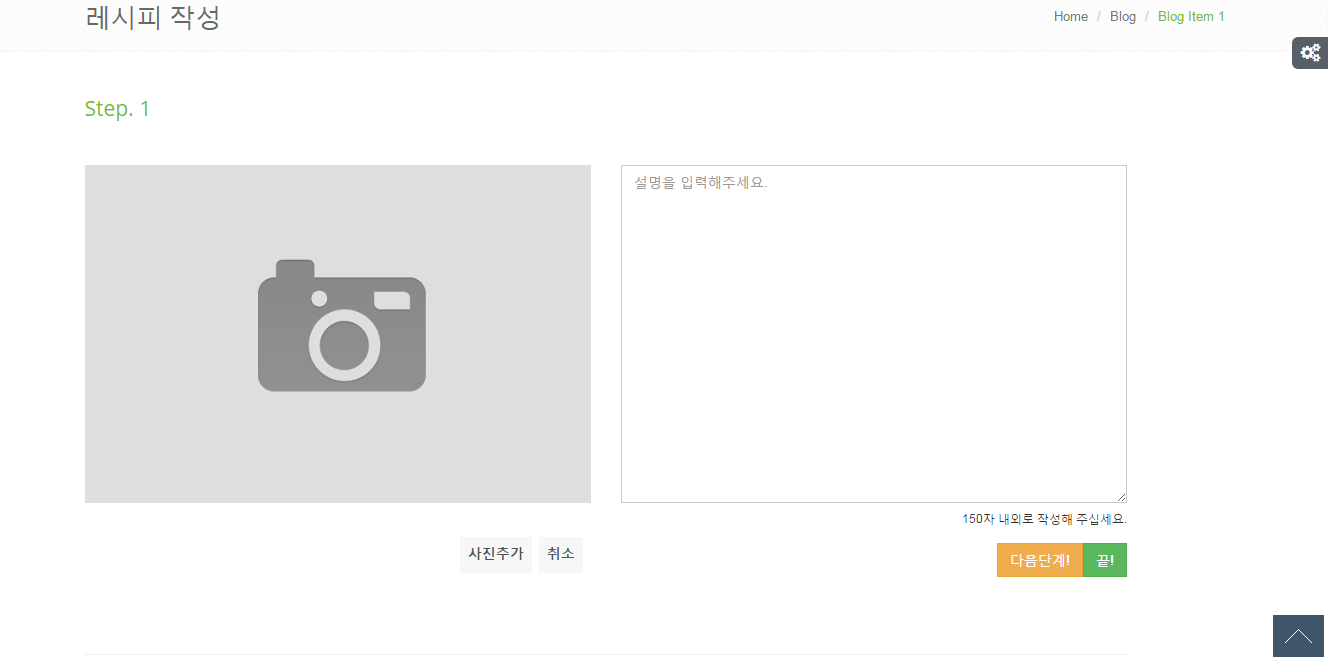 레시피 작성
Home / Blog / Blog Item 1
Step. 1
설명을 입력해주세요.
150자 내외로 작성해 주십세요.
사진추가 취소
다음단계! 끝!